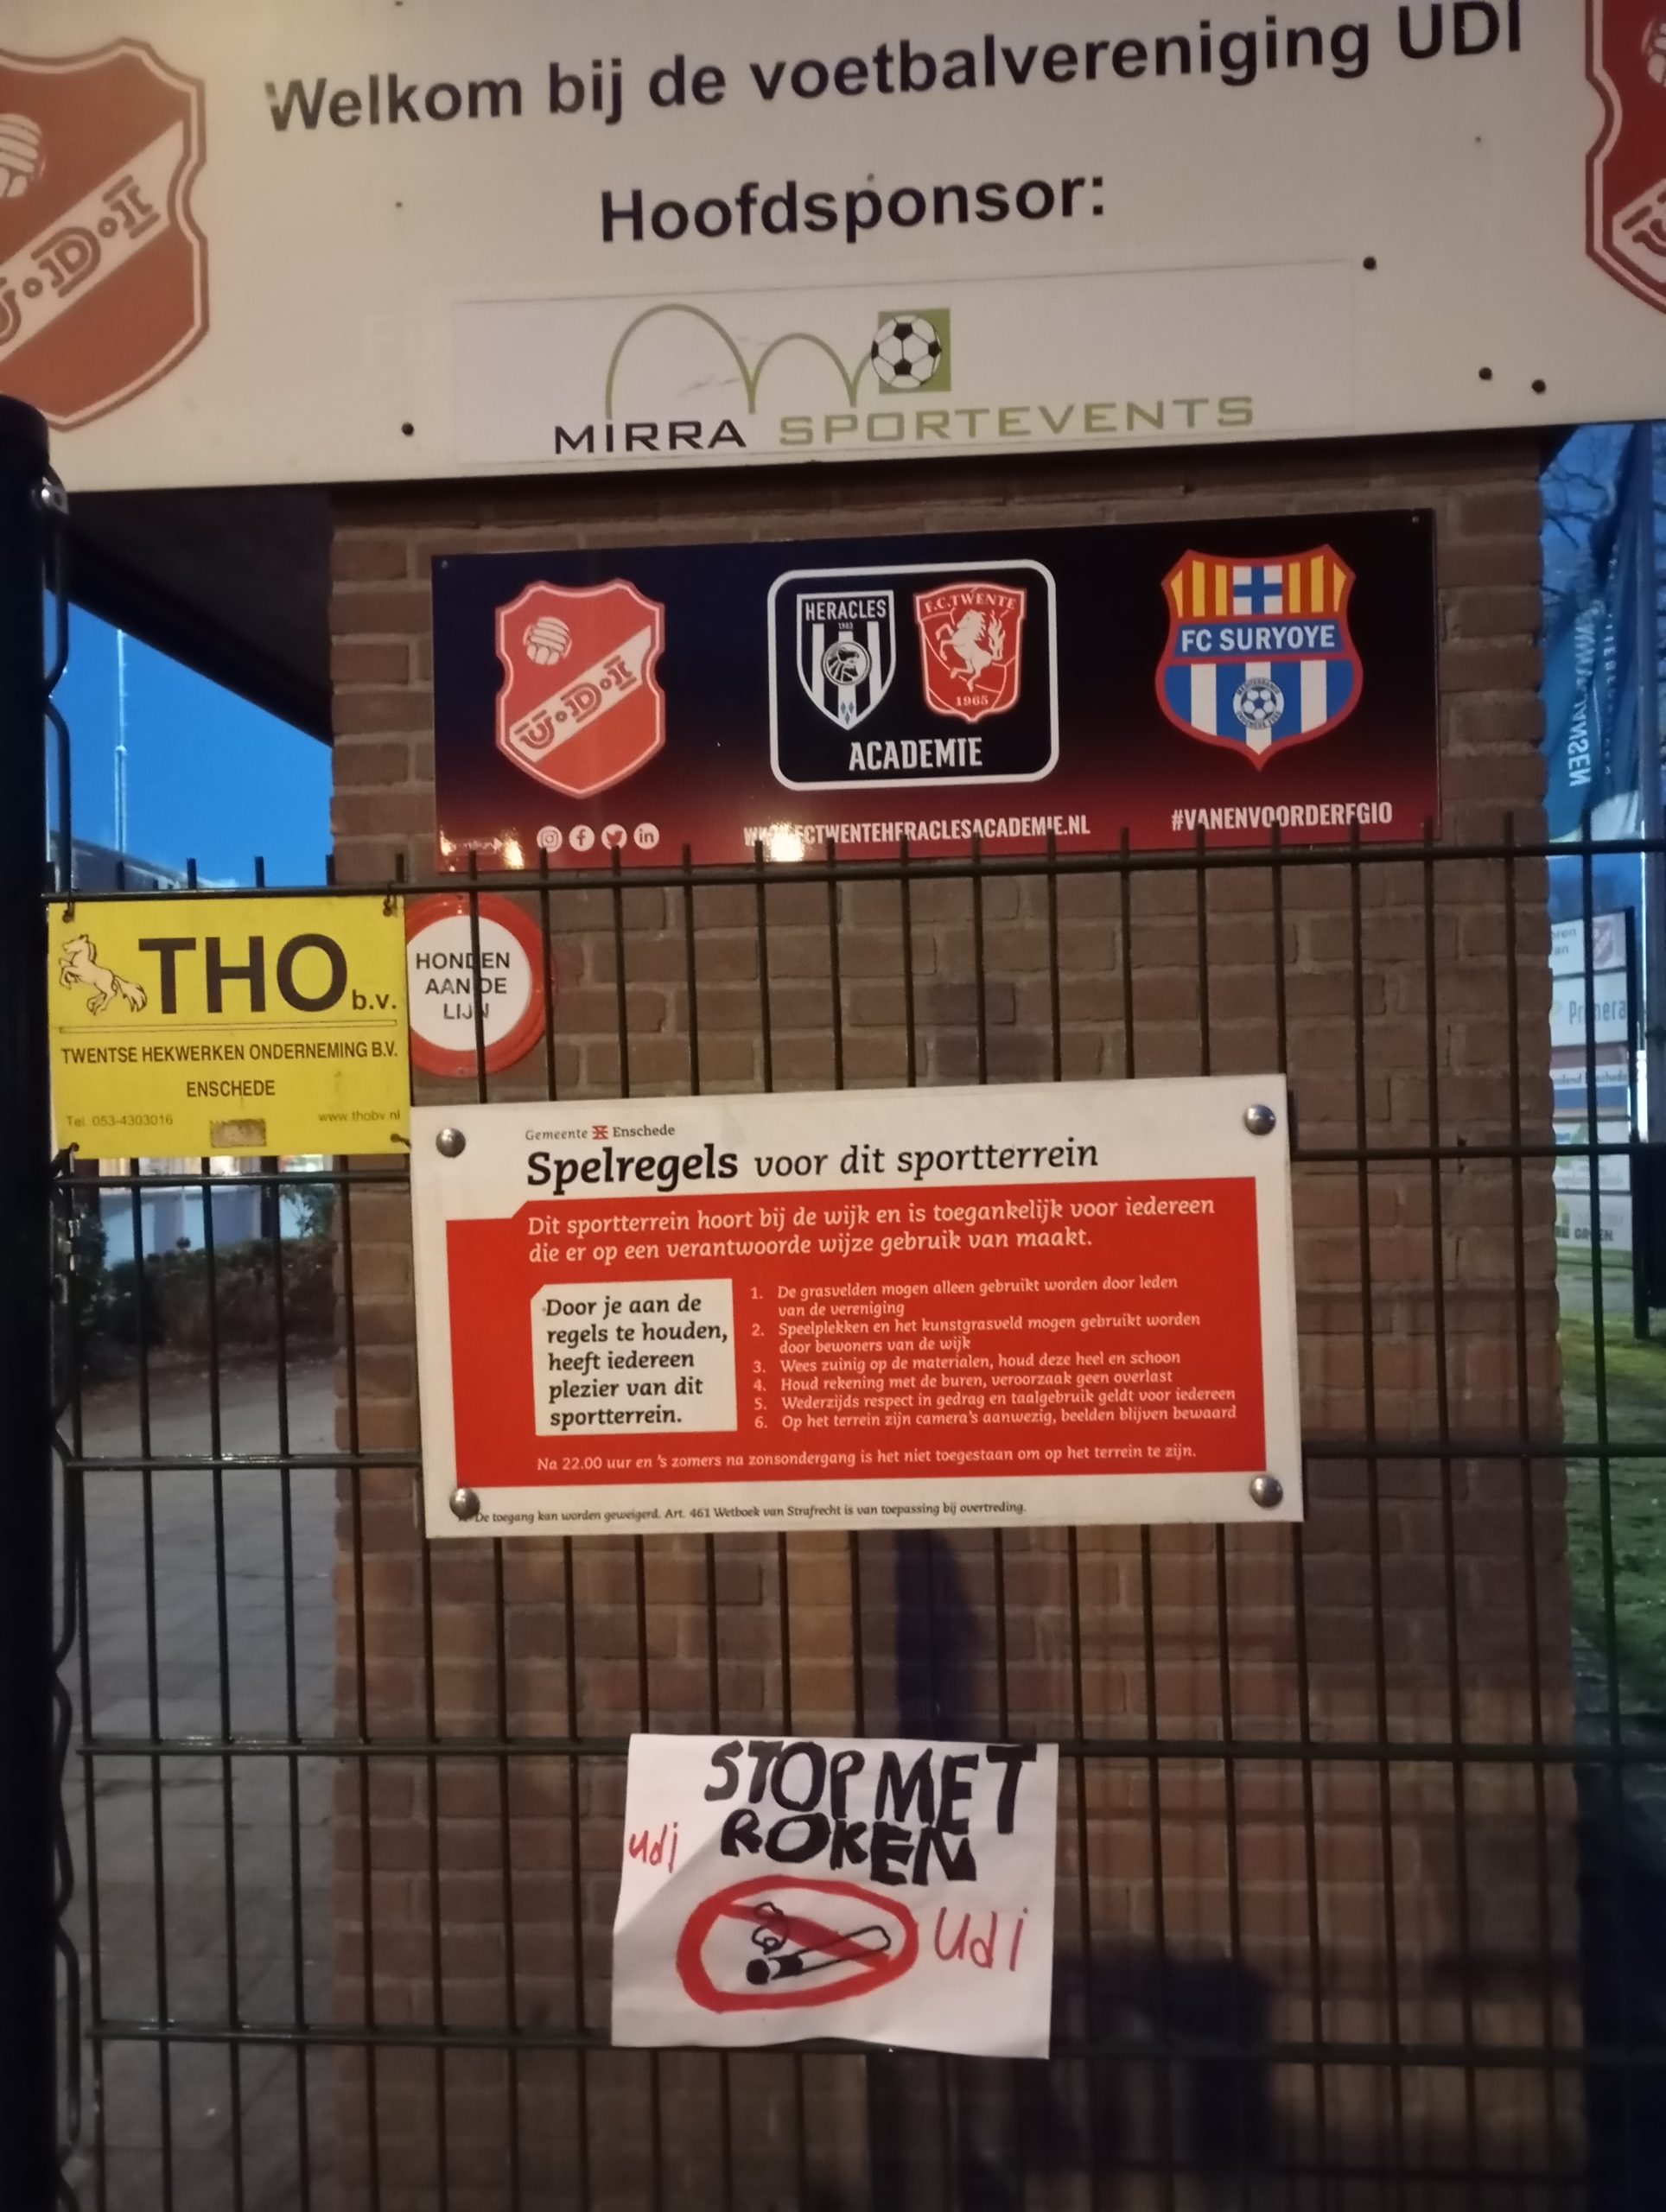 Welkom bij de voetbalvereniging UDI
Hoofdsponsor:
U.D.I
MIRRA SPORTEVENTS
U.D.I
HERACLES
F.C. TWENTE
1965
ACADEMIE
FC SURYOYE
#VANENVOORDEREGIO
THO b.v.
TWENTSE HEKWERKEN ONDERNEMING B.V.
ENSCHEDE
Tel. 053-4303016 www.thobv.nl
HONDEN
AAN DE
LIJN
Gemeente Enschede
Spelregels voor dit sportterrein
Dit sportterrein hoort bij de wijk en is toegankelijk voor iedereen
die er op een verantwoorde wijze gebruik van maakt.
Door je aan de
regels te houden,
heeft iedereen
plezier van dit
sportterrein.
1. De grasvelden mogen alleen gebruikt worden door leden
van de vereniging
2. Speelplekken en het kunstgrasveld mogen gebruikt worden
door bewoners van de wijk
3. Wees zuinig op de materialen, houd deze heel en schoon
4. Houd rekening met de buren, veroorzaak geen overlast
5. Wederzijds respect in gedrag en taalgebruik geldt voor iedereen
6. Op het terrein zijn camera's aanwezig, beelden blijven bewaard
Na 22.00 uur en 's zomers na zonsondergang is het niet toegestaan om op het terrein te zijn.
De toegang kan worden geweigerd. Art. 461 Wetboek van Strafrecht is van toepassing bij overtreding.
STOP MET
ROKEN
udi
Udi